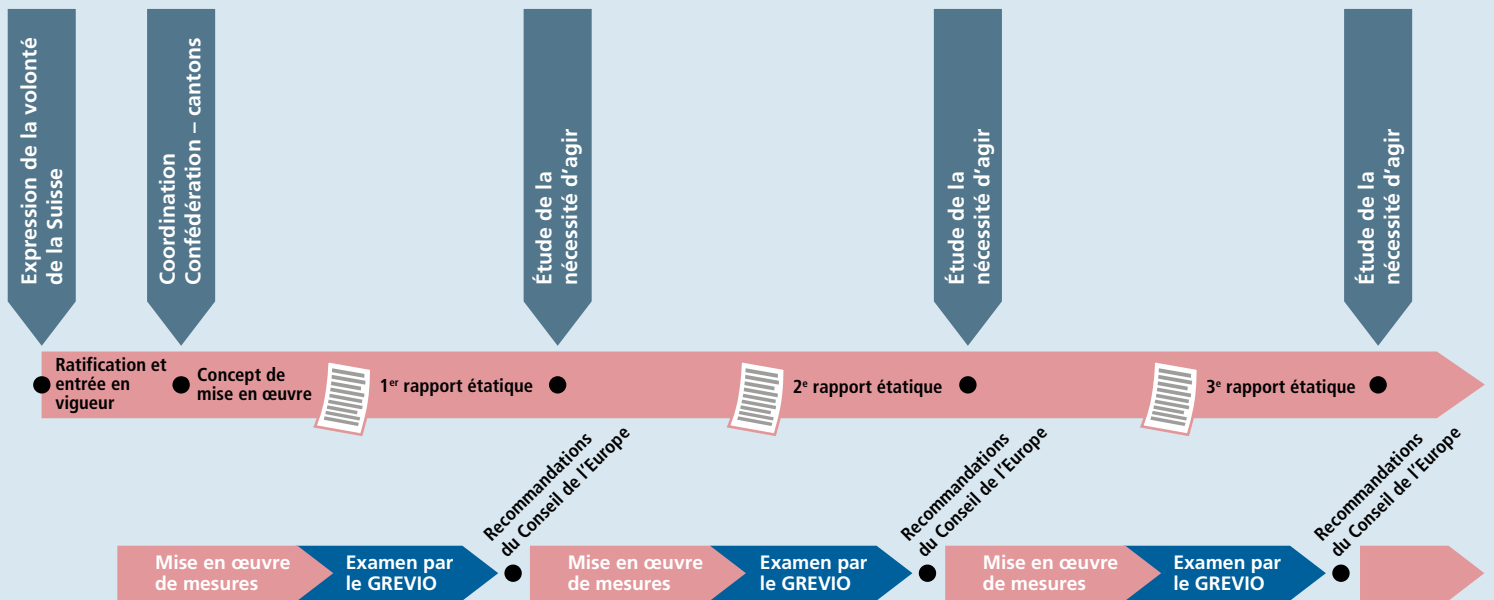 Expression de la volonté
de la Suisse
Coordination
Confédération – cantons
Étude de la
nécessité d'agir
Étude de la
nécessité d'agir
Étude de la
nécessité d'agir
Ratification et
entrée en
vigueur
Concept de
mise en œuvre
1er rapport étatique
2e rapport étatique
3e rapport étatique
Recommandations
du Conseil de l'Europe
Recommandations
du Conseil de l'Europe
Recommandations
du Conseil de l'Europe
Mise en œuvre
de mesures
Examen par
le GREVIO
Mise en œuvre
de mesures
Examen par
le GREVIO
Mise en œuvre
de mesures
Examen par
le GREVIO